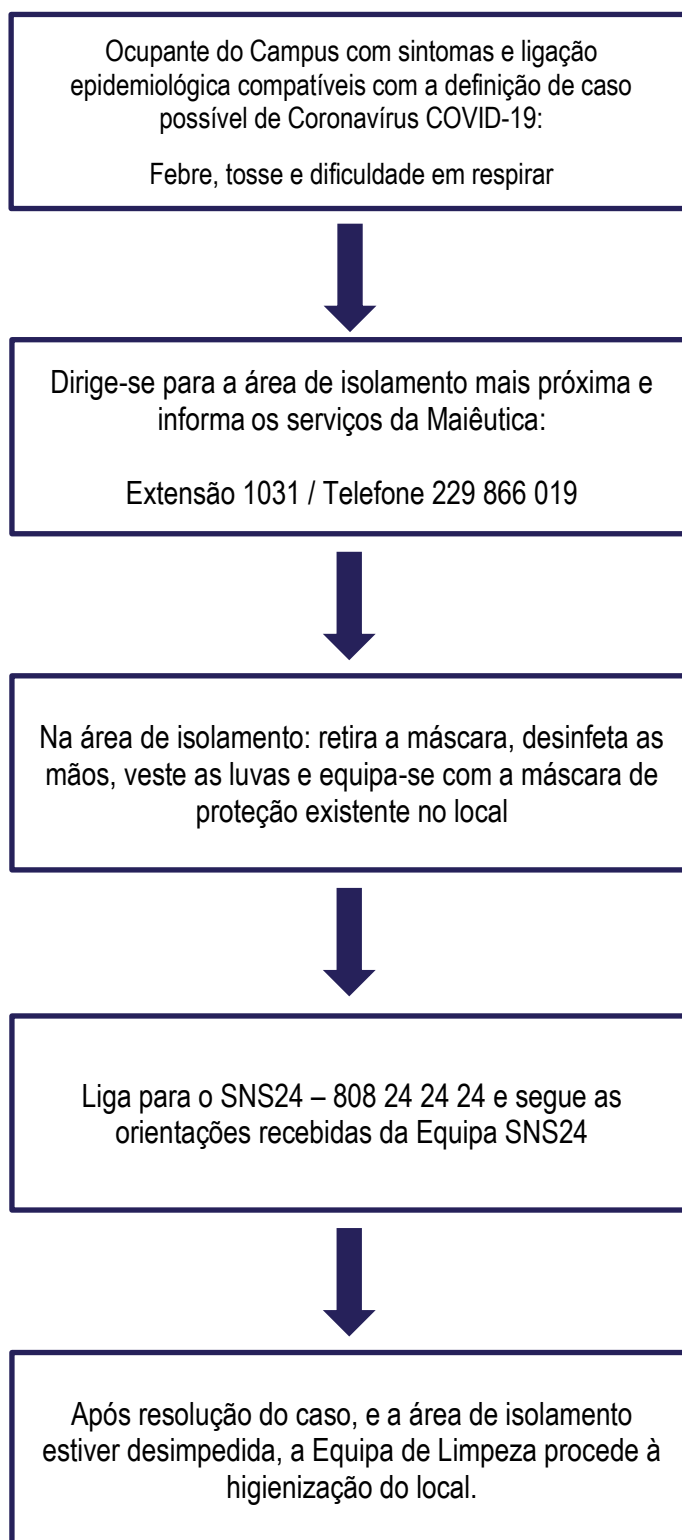 Ocupante do Campus com sintomas e ligação
epidemiológica compatíveis com a definição de caso
possível de Coronavírus COVID-19:
Febre, tosse e dificuldade em respirar
Dirige-se para a área de isolamento mais próxima e
informa os serviços da Maiêutica:
Extensão 1031 / Telefone 229 866 019
Na área de isolamento: retira a máscara, desinfeta as
mãos, veste as luvas e equipa-se com a máscara de
proteção existente no local
Liga para o SNS24 – 808 24 24 24 e segue as
orientações recebidas da Equipa SNS24
Após resolução do caso, e a área de isolamento
estiver desimpedida, a Equipa de Limpeza procede à
higienização do local.